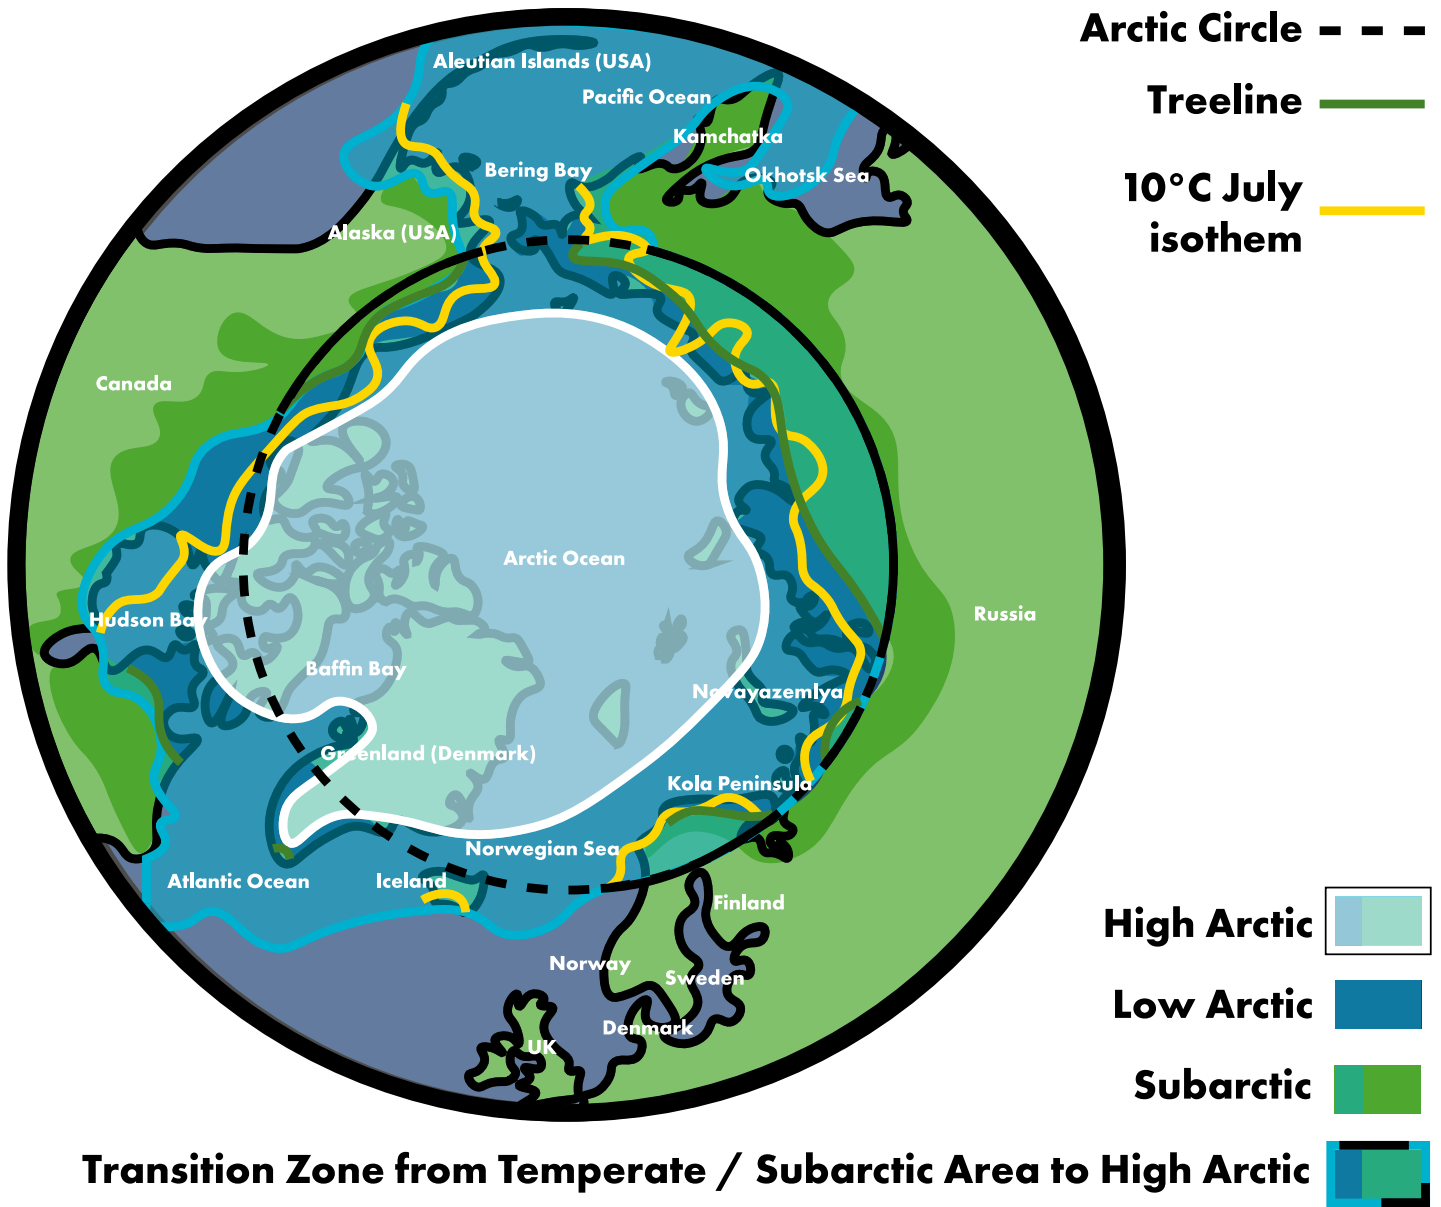 Arctic Circle
Treeline
10°C July
isothem
Aleutian Islands (USA)
Pacific Ocean
Kamchatka
Bering Bay
Okhotsk Sea
Alaska (USA)
Canada
Arctic Ocean
Russia
Hudson Bay
Baffin Bay
Novayazemlya
Greenland (Denmark)
Kola Peninsula
Norwegian Sea
Atlantic Ocean
Iceland
Finland
Norway
Sweden
Denmark
UK
High Arctic
Low Arctic
Subarctic
Transition Zone from Temperate / Subarctic Area to High Arctic